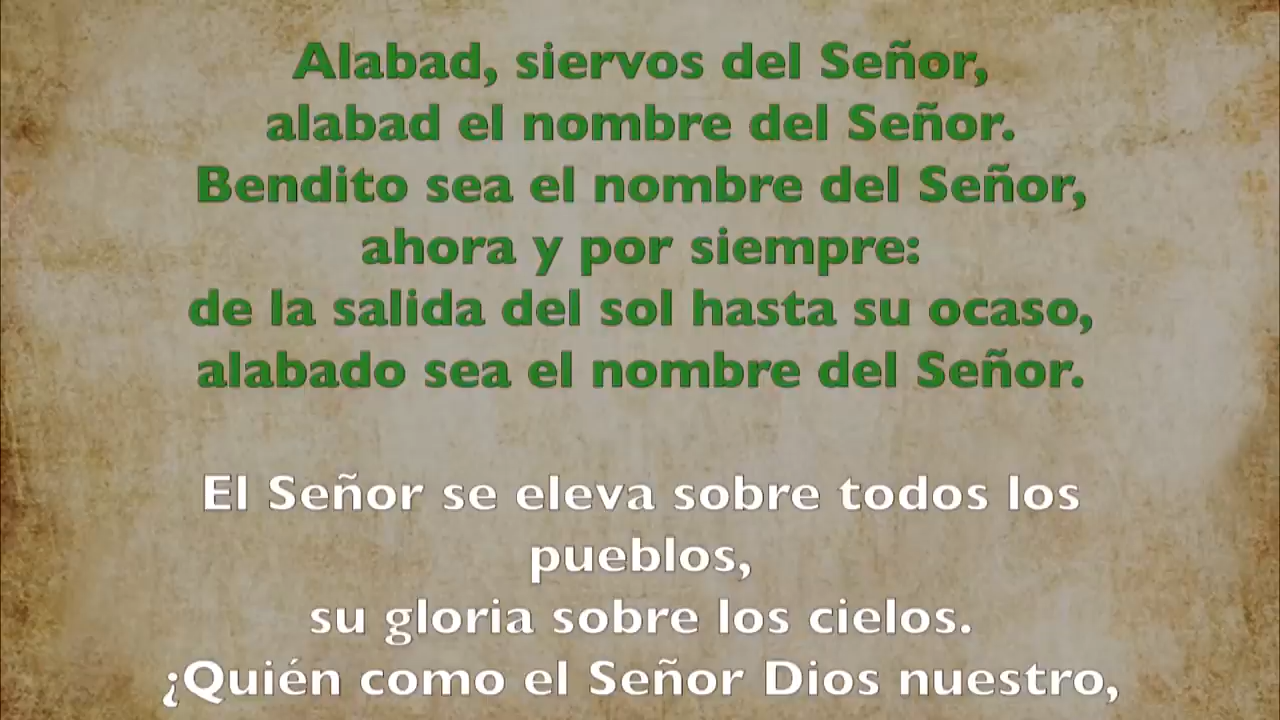 Alabad, siervos del Señor,
alabad el nombre del Señor.
Bendito sea el nombre del Señor,
ahora y por siempre:
de la salida del sol hasta su ocaso,
alabado sea el nombre del Señor.
El Señor se eleva sobre todos los
pueblos,
su gloria sobre los cielos.
¿Quién como el Señor Dios nuestro,